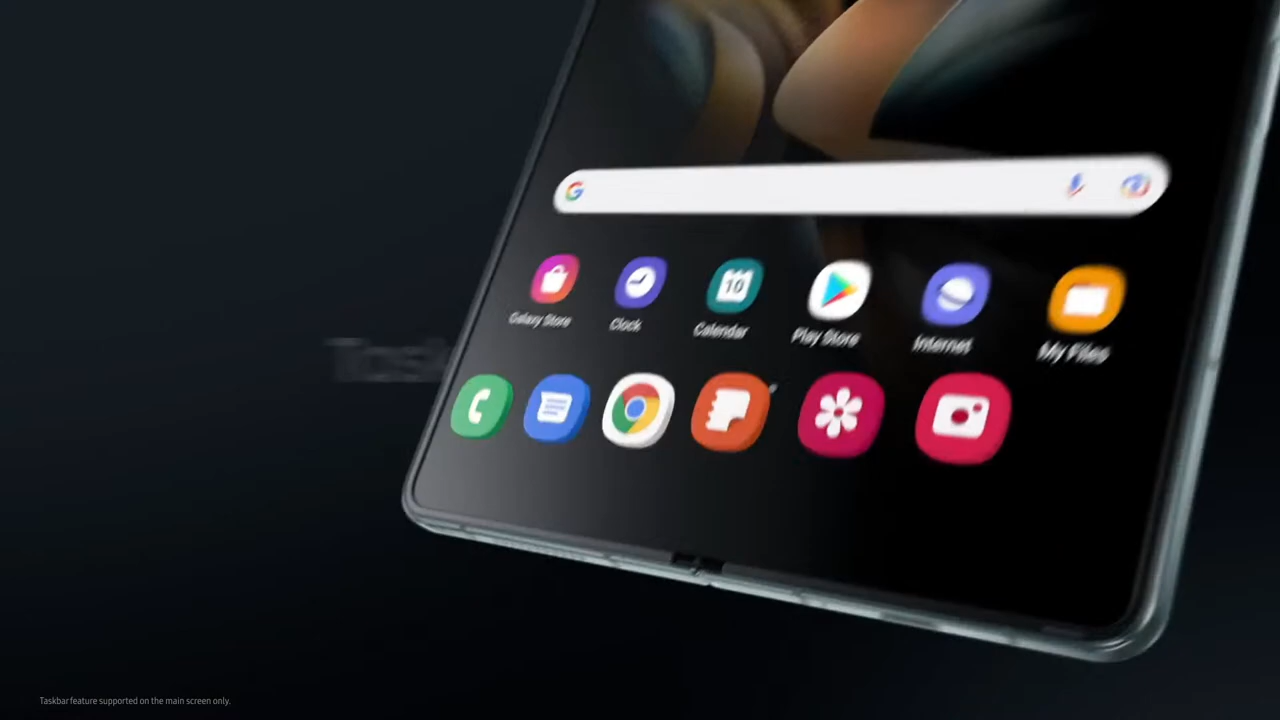 10
Galaxy Store
Clock
Calendar
Play Store
Internet
My Files
Taskbar feature supported on the main screen only.